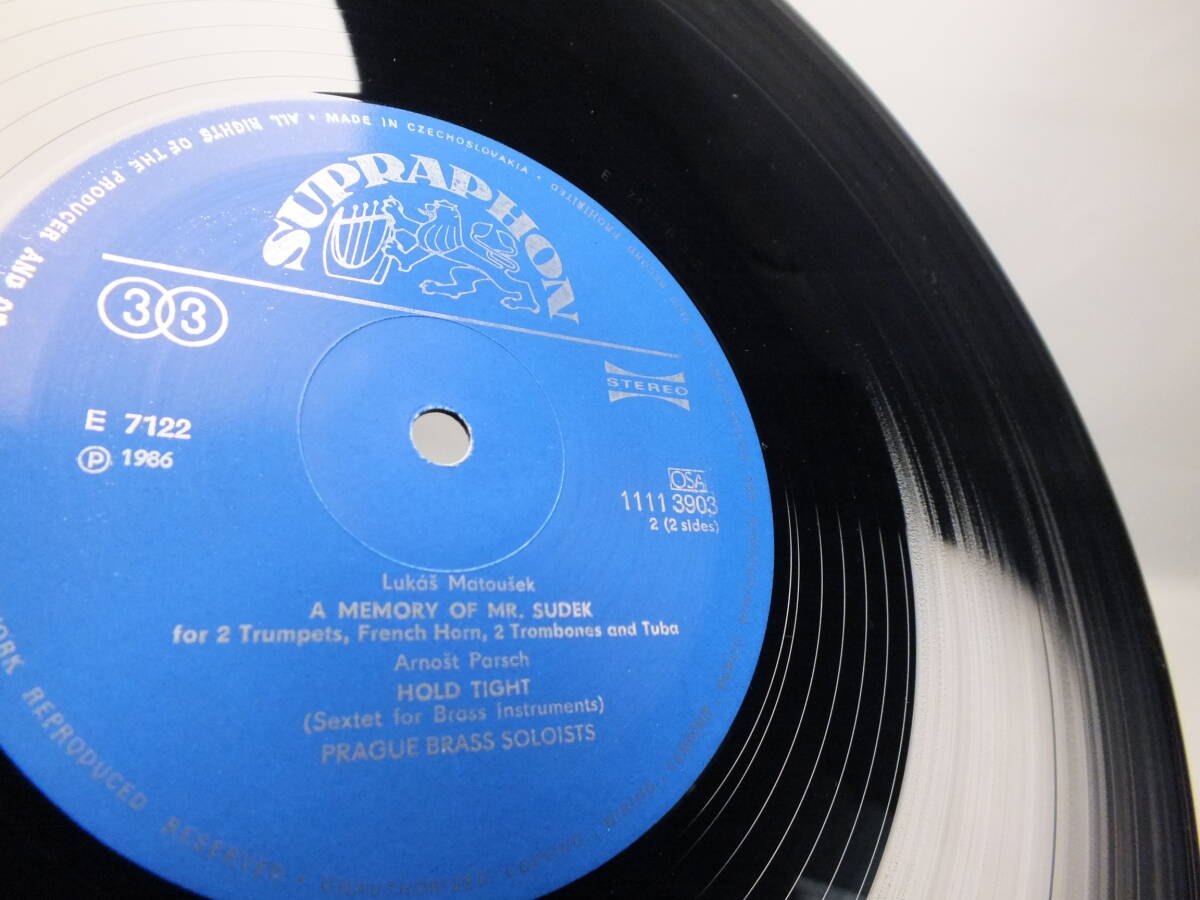 OF THE PRODUCER AND
ALL RIGHTS
• MADE IN CZECHOSLOVAKIA •
PROHIBITED
SUPRAPHON
33
STEREO
E 7122
Ⓟ 1986
OSA
1111 3903
2 (2 sides)
Lukáš Matoušek
A MEMORY OF MR. SUDEK
for 2 Trumpets, French Horn, 2 Trombones and Tuba
Arnošt Parsch
HOLD TIGHT
(Sextet for Brass Instruments)
PRAGUE BRASS SOLOISTS
WORK REPRODUCED RESERVED •